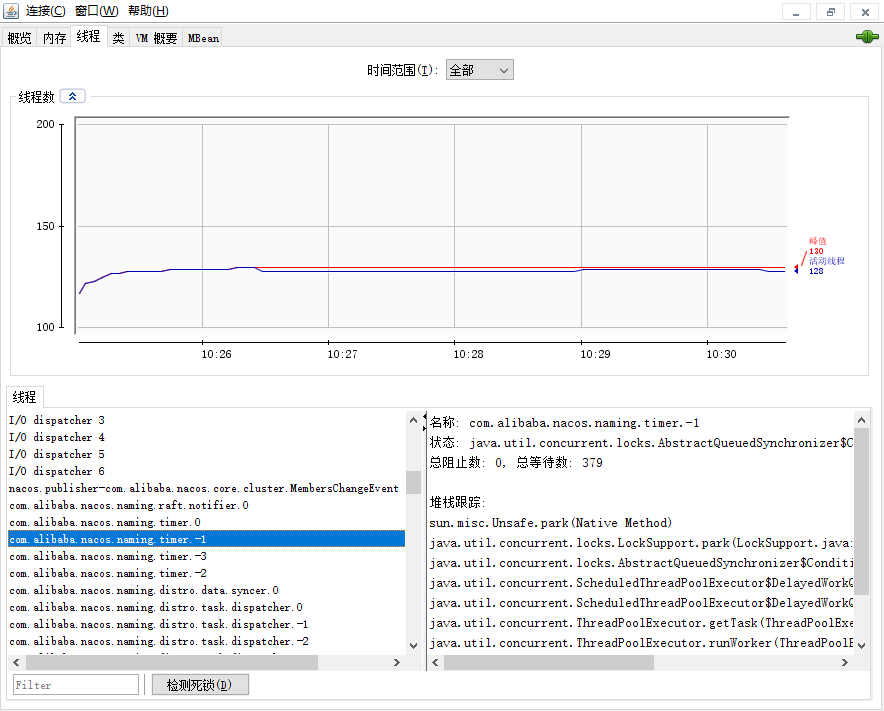 连接(C) 窗口(W) 帮助(H)
概览 内存 线程 类 VM 概要 MBean
时间范围(T): 全部
线程数
200
150
100
峰值
130
活动线程
128
10:26 10:27 10:28 10:29 10:30
线程
I/O dispatcher 3
I/O dispatcher 4
I/O dispatcher 5
I/O dispatcher 6
nacos.publisher-com.alibaba.nacos.core.cluster.MembersChangeEvent
com.alibaba.nacos.naming.raft.notifier.0
com.alibaba.nacos.naming.timer.0
com.alibaba.nacos.naming.timer.-1
com.alibaba.nacos.naming.timer.-3
com.alibaba.nacos.naming.timer.-2
com.alibaba.nacos.naming.distro.data.syncer.0
com.alibaba.nacos.naming.distro.task.dispatcher.0
com.alibaba.nacos.naming.distro.task.dispatcher.-1
com.alibaba.nacos.naming.distro.task.dispatcher.-2
名称: com.alibaba.nacos.naming.timer.-1
状态: java.util.concurrent.locks.AbstractQueuedSynchronizer$C
总阻止数: 0, 总等待数: 379
堆栈跟踪:
sun.misc.Unsafe.park(Native Method)
java.util.concurrent.locks.LockSupport.park(LockSupport.java:
java.util.concurrent.locks.AbstractQueuedSynchronizer$Conditi
java.util.concurrent.ScheduledThreadPoolExecutor$DelayedWorkQ
java.util.concurrent.ScheduledThreadPoolExecutor$DelayedWorkQ
java.util.concurrent.ThreadPoolExecutor.getTask(ThreadPoolExe
java.util.concurrent.ThreadPoolExecutor.runWorker(ThreadPoolE
Filter
检测死锁(D)